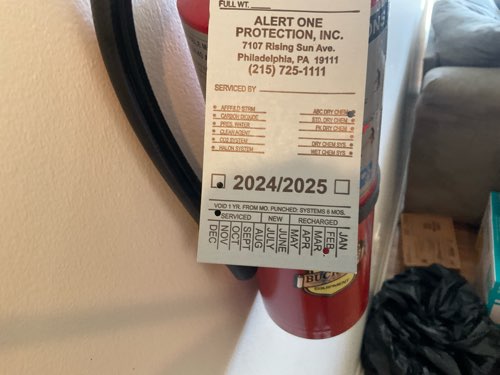 FULL WT.
ALERT ONE
PROTECTION, INC.
7107 Rising Sun Ave.
Philadelphia, PA 19111
(215) 725-1111
SERVICED BY
AFFF&D STRM
CARBON DIOXIDE
PRES. WATER
CLEAN AGENT
CO2 SYSTEM
HALON SYSTEM
ABC DRY CHEM
STD. DRY CHEM
PK DRY CHEM
DRY CHEM SYS.
WET CHEM SYS.
2024/2025
VOID 1 YR. FROM MO. PUNCHED: SYSTEMS 6 MOS.
SERVICED NEW RECHARGED
DEC NOV OCT SEPT AUG JULY JUNE MAY APR MAR FEB JAN
EQUIPMENT